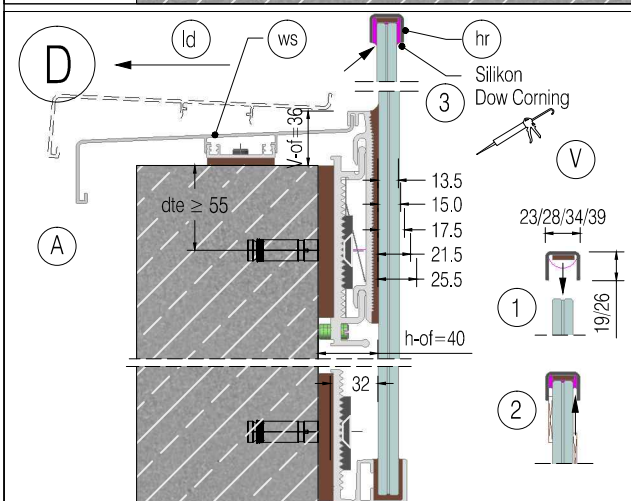 D
ld
ws
hr
Silikon
Dow Corning
3
V
V-of=36
dte ≥ 55
A
13.5
15.0
17.5
21.5
25.5
23/28/34/39
19/26
1
h-of=40
32
2